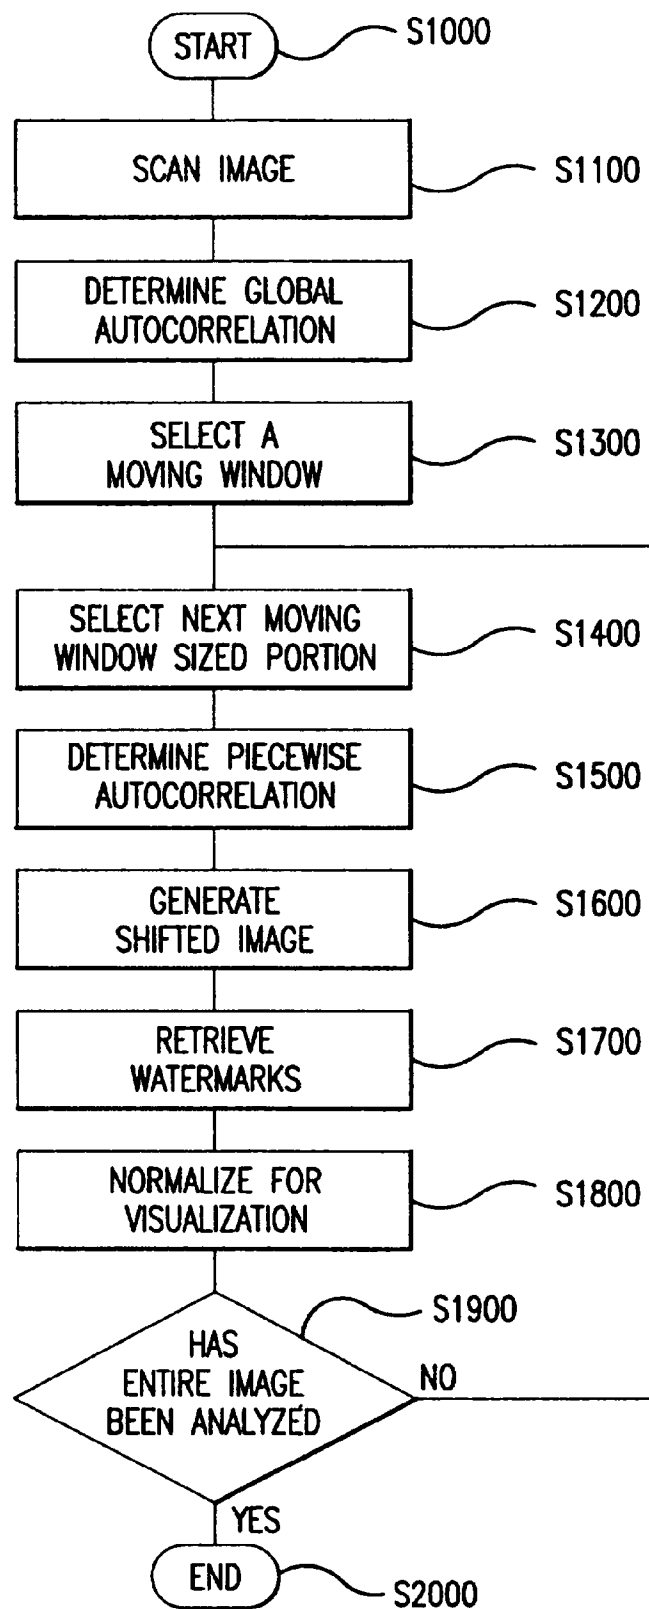 START
S1000
SCAN IMAGE
S1100
DETERMINE GLOBAL
AUTOCORRELATION
S1200
SELECT A
MOVING WINDOW
S1300
SELECT NEXT MOVING
WINDOW SIZED PORTION
S1400
DETERMINE PIECEWISE
AUTOCORRELATION
S1500
GENERATE
SHIFTED IMAGE
S1600
RETRIEVE
WATERMARKS
S1700
NORMALIZE FOR
VISUALIZATION
S1800
S1900
HAS
ENTIRE IMAGE
BEEN ANALYZED
NO
YES
END
S2000